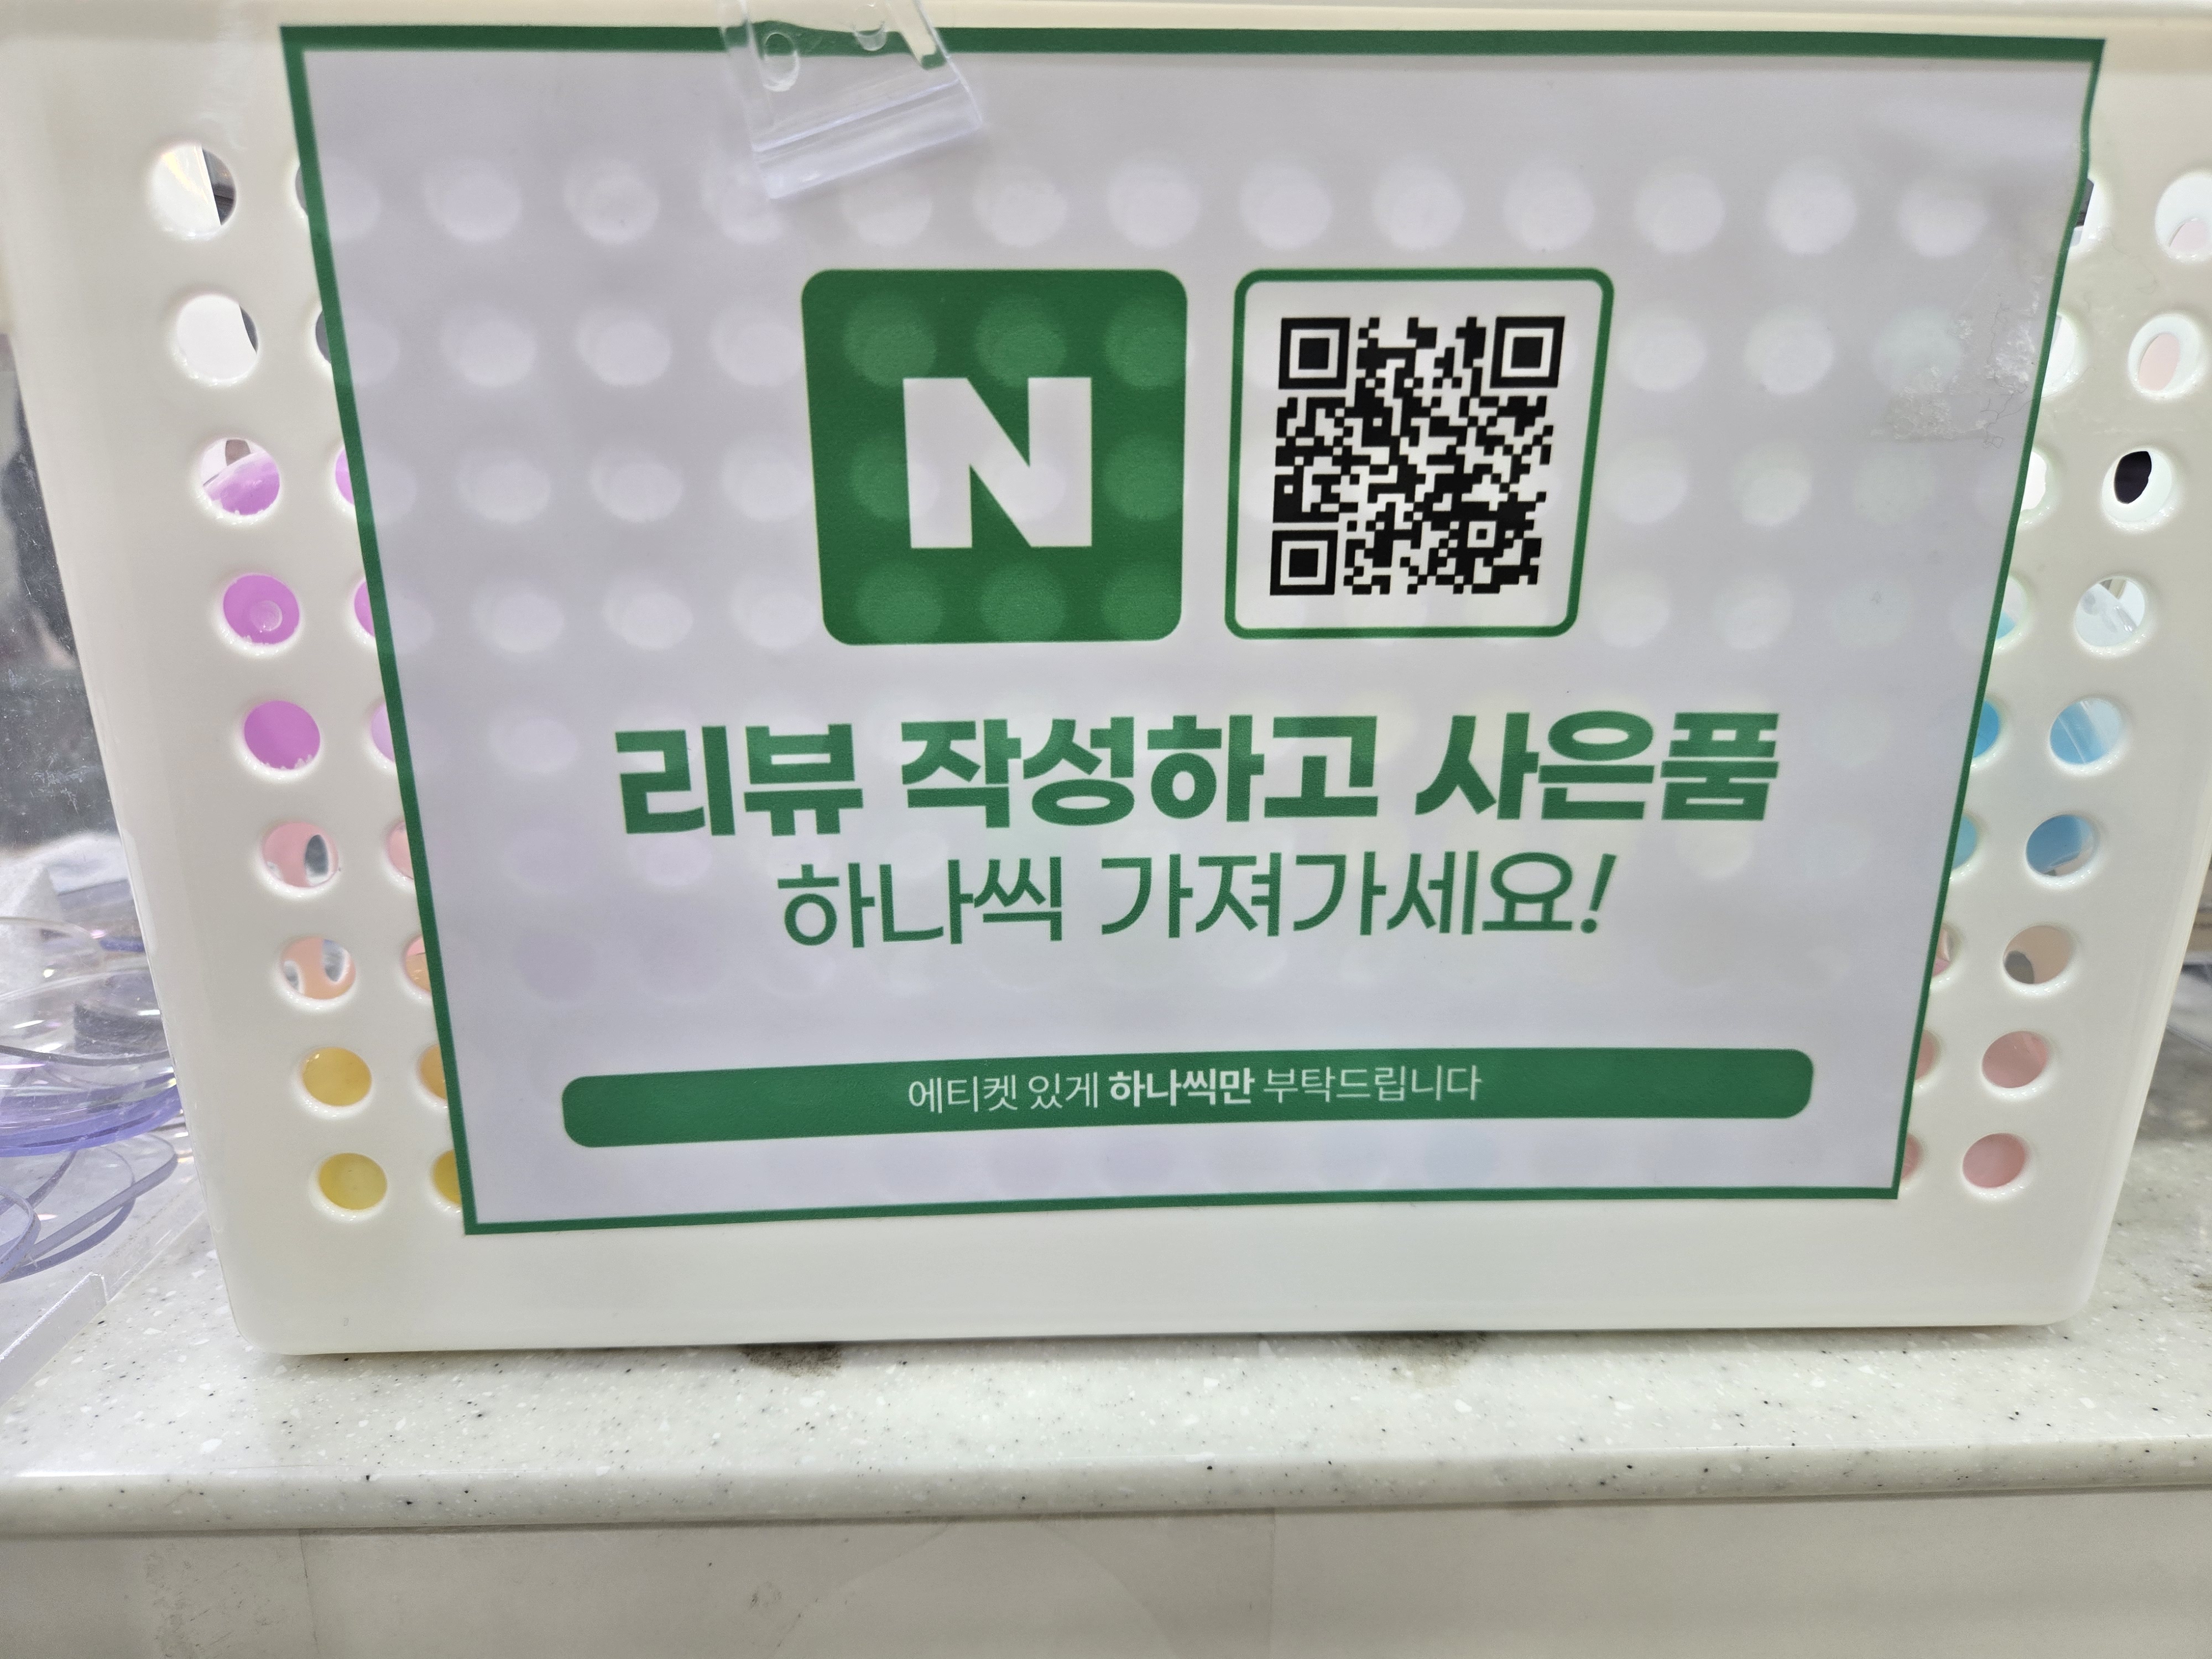 N
리뷰 작성하고 사은품
하나씩 가져가세요!
에티켓 있게 하나씩만 부탁드립니다